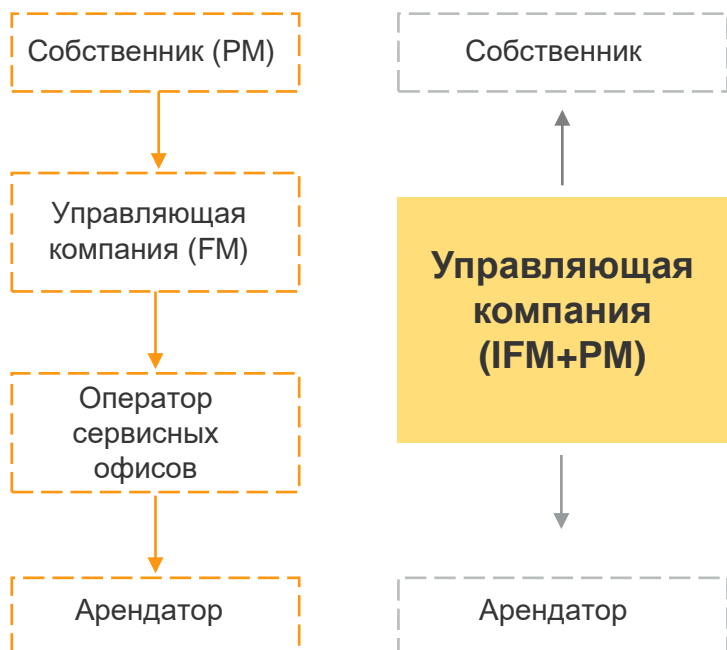 Собственник (PM)
Управляющая
компания (FM)
Оператор
сервисных
офисов
Арендатор
Собственник
Управляющая
компания
(IFM+PM)
Арендатор